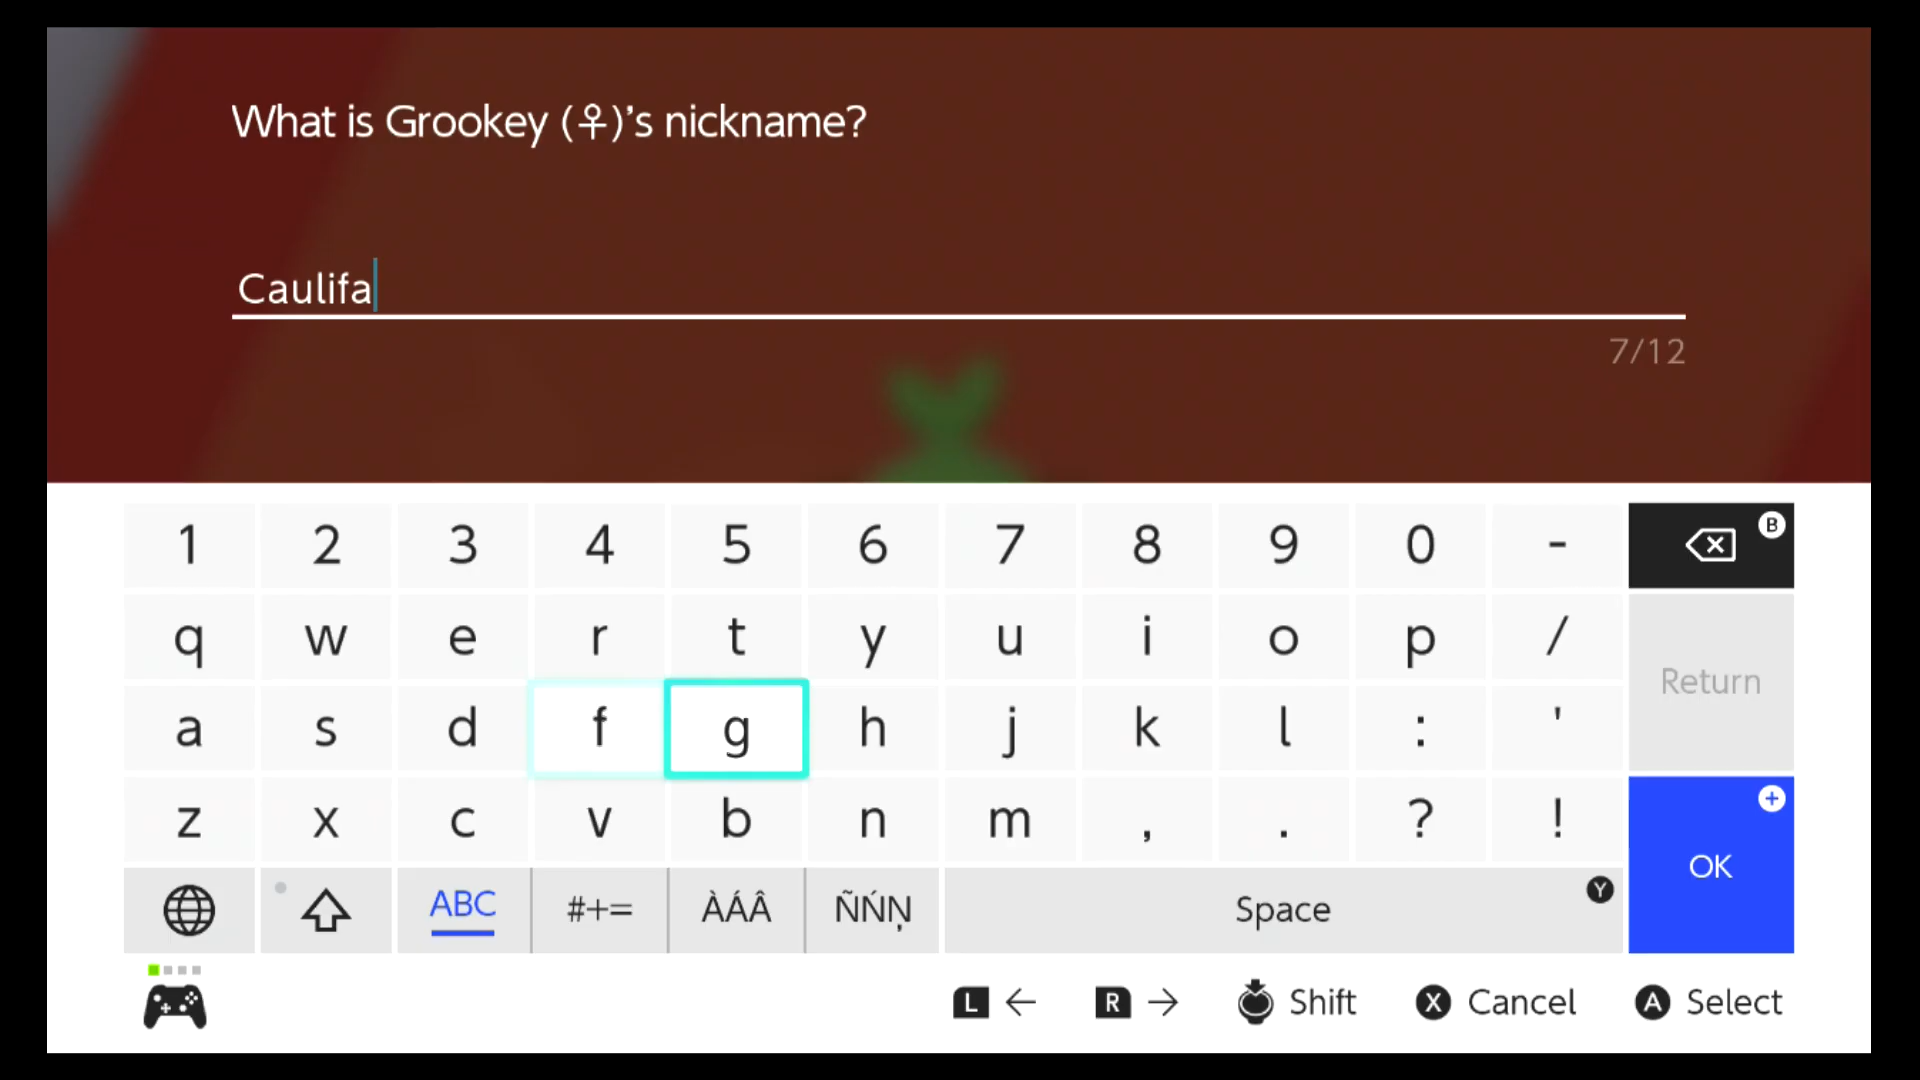 What is Grookey (♀)'s nickname?
Caulifa
7/12
1 2 3 4 5 6 7 8 9 0 - B
q w e r t y u i o p /
Return
a s d f g h j k l : '
z x c v b n m , . ? ! +
OK
ABC #+= ÀÁÂ ÑŃŅ Space Y
L ← R → Shift X Cancel A Select